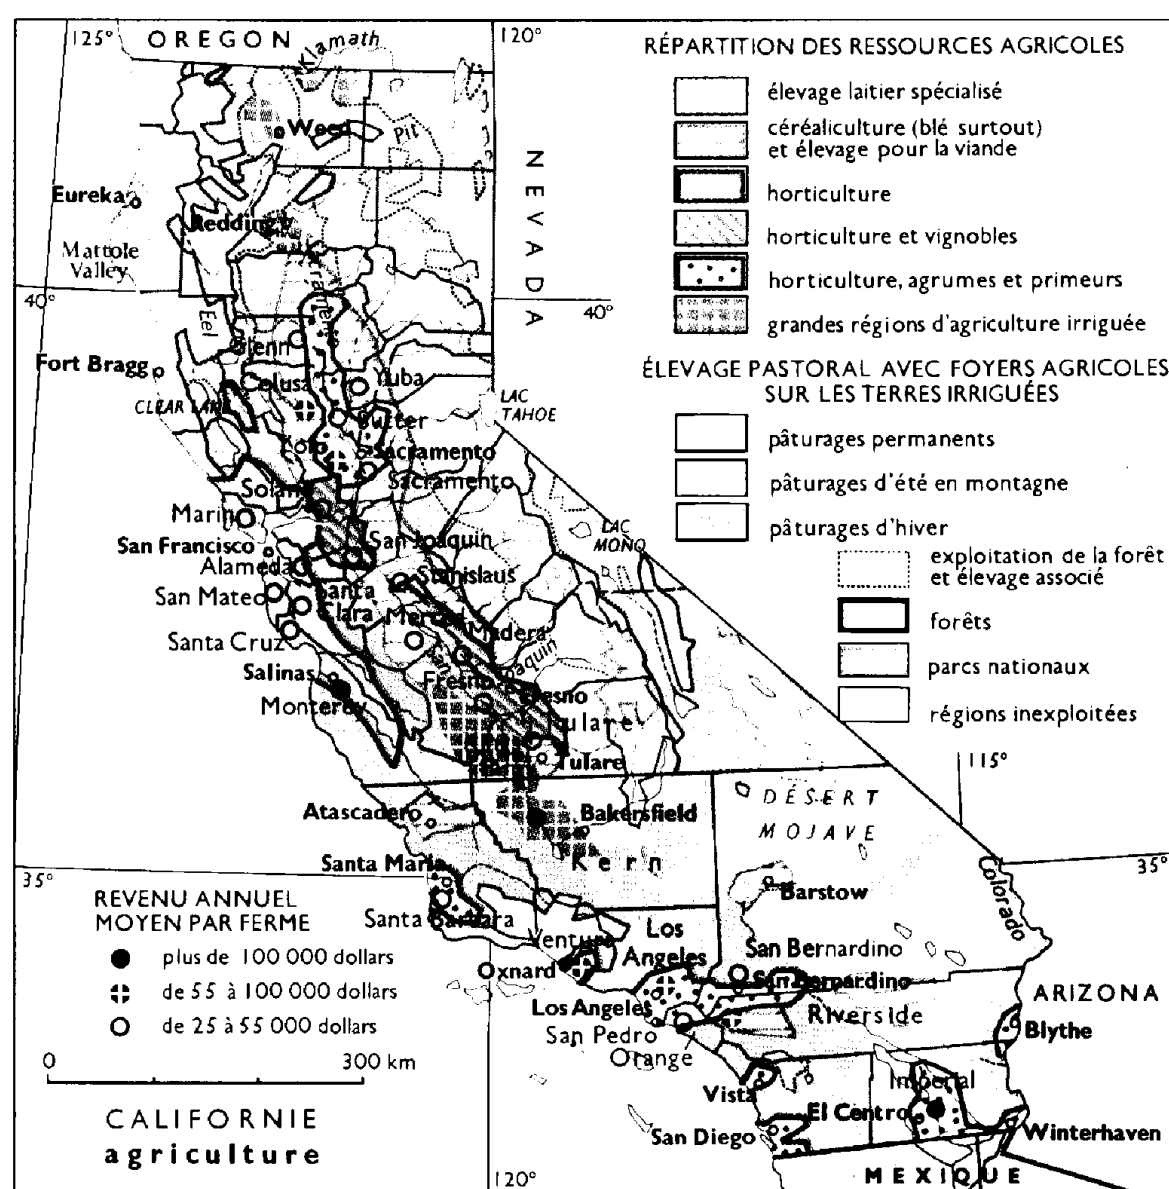 125°
OREGON
Klamath
120°
RÉPARTITION DES RESSOURCES AGRICOLES
élevage laitier spécialisé
céréaliculture (blé surtout)
et élevage pour la viande
horticulture
horticulture et vignobles
horticulture, agrumes et primeurs
grandes régions d'agriculture irriguée
ÉLEVAGE PASTORAL AVEC FOYERS AGRICOLES
SUR LES TERRES IRRIGUÉES
pâturages permanents
pâturages d'été en montagne
pâturages d'hiver
exploitation de la forêt
et élevage associé
forêts
parcs nationaux
régions inexploitées
Weed
Pit
NEVADA
Eureka
Redding
Mattole
Valley
Sacramento
40°
40°
Eel
Glenn
Fort Bragg
Colusa
Yuba
CLEAR LAKE
LAC
TAHOE
Sutter
Yolo
Sacramento
Sacramento
Solano
Marin
LAC
MONO
San Francisco
San Joaquin
Alameda
Stanislaus
San Mateo
Santa
Clara
Merced
Madera
Santa Cruz
San Joaquin
Salinas
Fresno
Fresno
Monterey
Tulare
Tulare
115°
DÉSERT
MOJAVE
Atascadero
Bakersfield
Kern
Santa Maria
35°
35°
Colorado
Barstow
REVENU ANNUEL
MOYEN PAR FERME
plus de 100 000 dollars
de 55 à 100 000 dollars
de 25 à 55 000 dollars
Santa Barbara
Ventura
Los
Angeles
San Bernardino
San Bernardino
Oxnard
Los Angeles
San Pedro
Orange
Riverside
ARIZONA
Blythe
0
300 km
Vista
Imperial
El Centro
San Diego
Winterhaven
CALIFORNIE
agriculture
MEXIQUE
120°